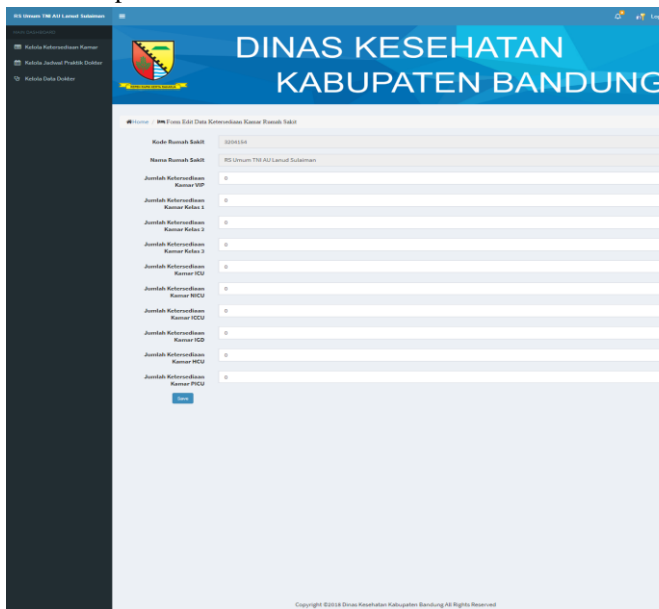 RS Umum TNI AU Lanud Sulaiman
MAIN DASHBOARD
Kelola Ketersediaan Kamar
Kelola Jadwal Praktik Dokter
Kelola Data Dokter
DINAS KESEHATAN
KABUPATEN BANDUNG
Home / Form Edit Data Ketersediaan Kamar Rumah Sakit
Kode Rumah Sakit 3204154
Nama Rumah Sakit RS Umum TNI AU Lanud Sulaiman
Jumlah Ketersediaan
Kamar VIP 0
Jumlah Ketersediaan
Kamar Kelas 1 0
Jumlah Ketersediaan
Kamar Kelas 2 0
Jumlah Ketersediaan
Kamar Kelas 3 0
Jumlah Ketersediaan
Kamar ICU 0
Jumlah Ketersediaan
Kamar NICU 0
Jumlah Ketersediaan
Kamar ICCU 0
Jumlah Ketersediaan
Kamar IGD 0
Jumlah Ketersediaan
Kamar HCU 0
Jumlah Ketersediaan
Kamar PICU 0
Save
Copyright ©2018 Dinas Kesehatan Kabupaten Bandung All Rights Reserved